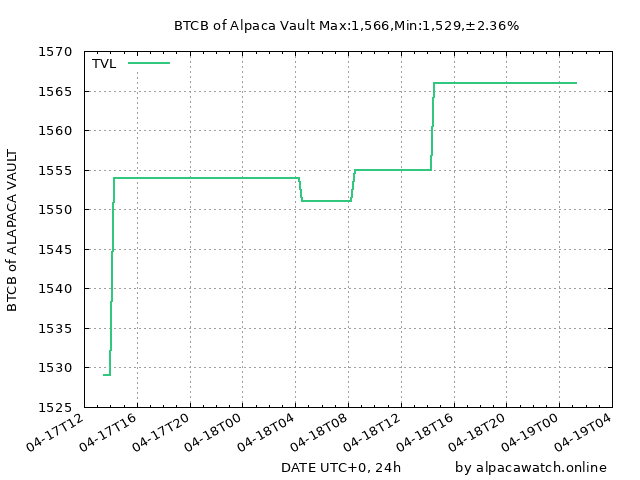 BTCB of Alpaca Vault Max:1,566,Min:1,529,±2.36%
TVL
1570
1565
1560
1555
1550
1545
1540
1535
1530
1525
BTCB of ALAPACA VAULT
04-17T12
04-17T16
04-17T20
04-18T00
04-18T04
04-18T08
04-18T12
04-18T16
04-18T20
04-19T00
04-19T04
DATE UTC+0, 24h
by alpacawatch.online